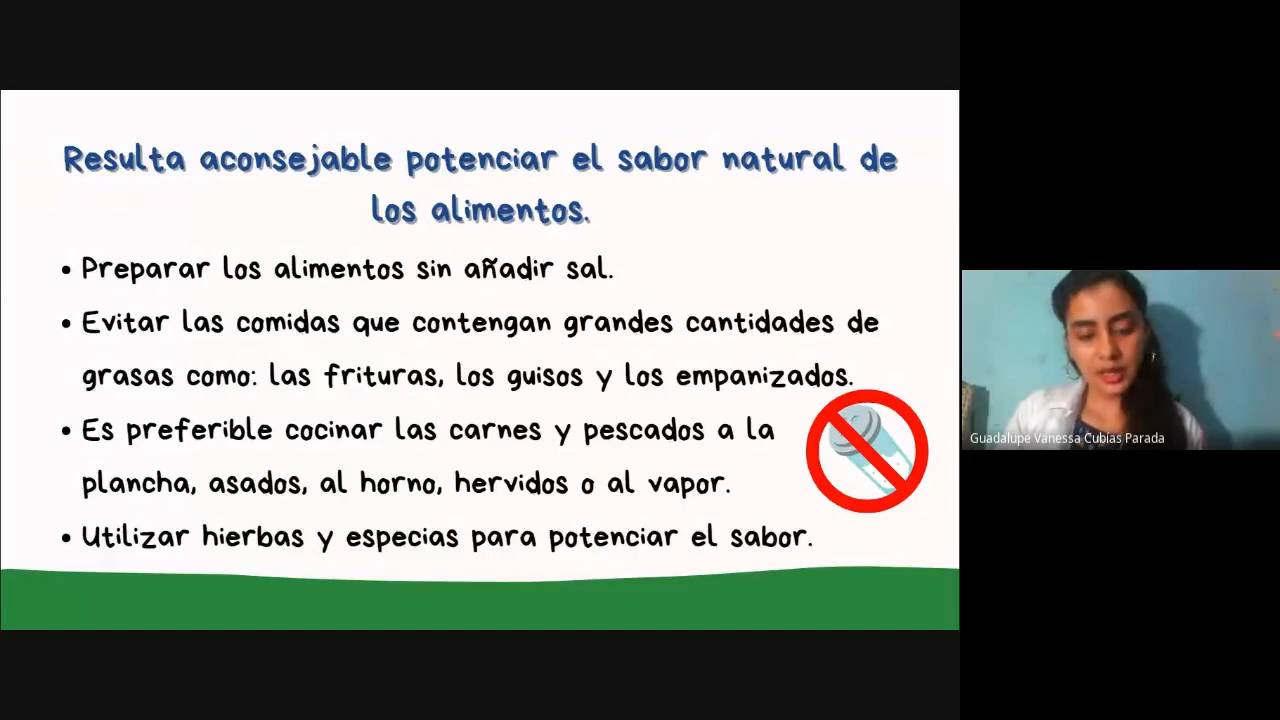 Resulta aconsejable potenciar el sabor natural de
los alimentos.
• Preparar los alimentos sin añadir sal.
• Evitar las comidas que contengan grandes cantidades de
grasas como: las frituras, los guisos y los empanizados.
• Es preferible cocinar las carnes y pescados a la
plancha, asados, al horno, hervidos o al vapor.
• Utilizar hierbas y especias para potenciar el sabor.
Guadalupe Vanessa Cubias Parada